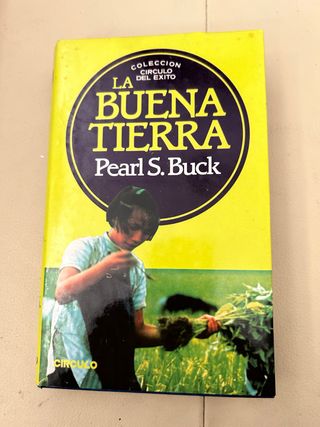 COLECCION
CIRCULO
DEL EXITO
LA
BUENA
TIERRA
Pearl S. Buck
CIRCULO